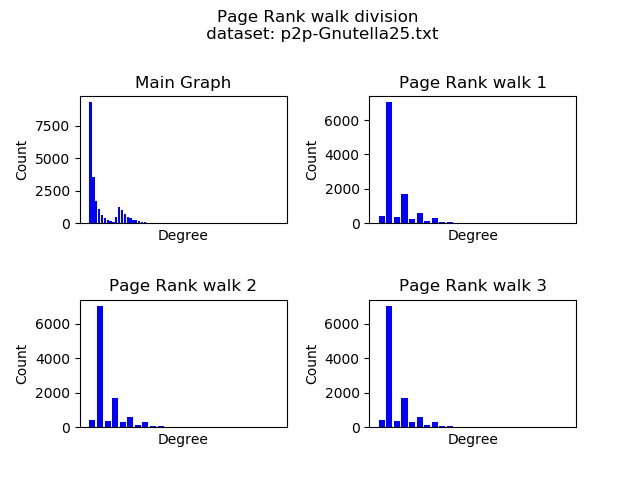 Page Rank walk division
dataset: p2p-Gnutella25.txt
Main Graph
Count
7500
5000
2500
0
Degree
Page Rank walk 1
Count
6000
4000
2000
0
Degree
Page Rank walk 2
Count
6000
4000
2000
0
Degree
Page Rank walk 3
Count
6000
4000
2000
0
Degree